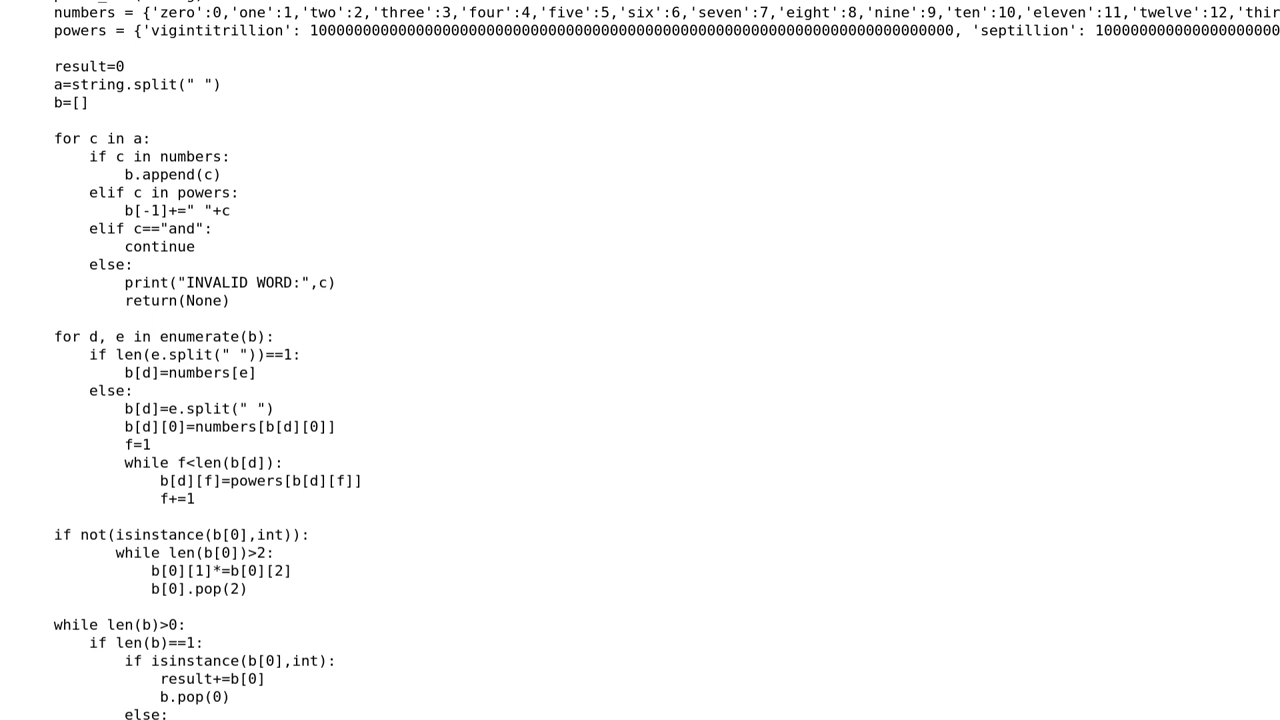 numbers = {'zero':0,'one':1,'two':2,'three':3,'four':4,'five':5,'six':6,'seven':7,'eight':8,'nine':9,'ten':10,'eleven':11,'twelve':12,'thir
powers = {'vigintitrillion': 1000000000000000000000000000000000000000000000000000000000000000000000000, 'septillion': 100000000000000000000
result=0
a=string.split(" ")
b=[]
for c in a:
if c in numbers:
b.append(c)
elif c in powers:
b[-1]+=" "+c
elif c=="and":
continue
else:
print("INVALID WORD:",c)
return(None)
for d, e in enumerate(b):
if len(e.split(" "))==1:
b[d]=numbers[e]
else:
b[d]=e.split(" ")
b[d][0]=numbers[b[d][0]]
f=1
while f<len(b[d]):
b[d][f]=powers[b[d][f]]
f+=1
if not(isinstance(b[0],int)):
while len(b[0])>2:
b[0][1]*=b[0][2]
b[0].pop(2)
while len(b)>0:
if len(b)==1:
if isinstance(b[0],int):
result+=b[0]
b.pop(0)
else: